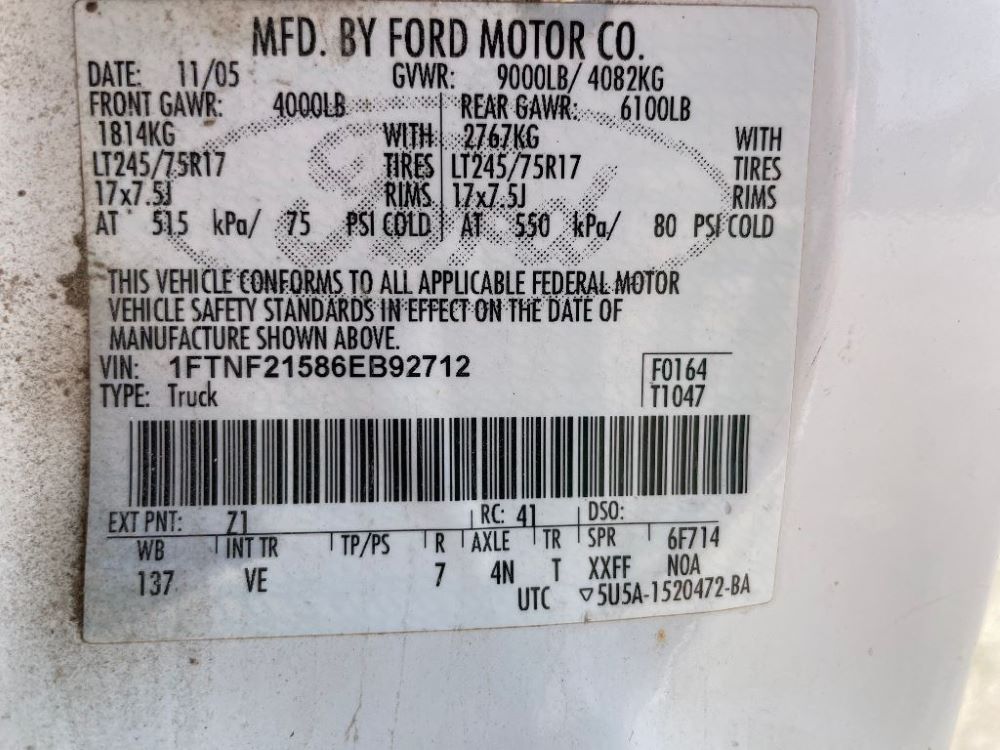 MFD. BY FORD MOTOR CO.
DATE: 11/05 GVWR: 9000LB/ 4082KG
FRONT GAWR: 4000LB REAR GAWR: 6100LB
1814KG WITH 2767KG WITH
LT245/75R17 TIRES LT245/75R17 TIRES
17x7.5J RIMS 17x7.5J RIMS
AT 515 kPa/ 75 PSI COLD AT 550 kPa/ 80 PSI COLD
Ford
THIS VEHICLE CONFORMS TO ALL APPLICABLE FEDERAL MOTOR
VEHICLE SAFETY STANDARDS IN EFFECT ON THE DATE OF
MANUFACTURE SHOWN ABOVE.
VIN: 1FTNF21586EB92712 F0164
TYPE: Truck T1047
EXT PNT: Z1 RC: 41 DSO:
WB INT TR TP/PS R AXLE TR SPR 6F714
137 VE 7 4N T XXFF NOA
UTC ▽5U5A-1520472-BA